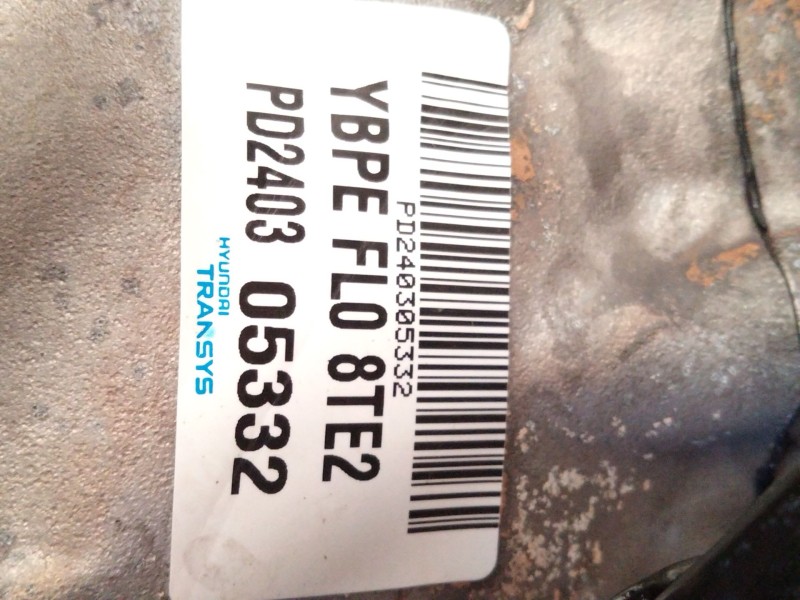 PD240305332
YBPE FL0 8TE2
PD2403 05332
HYUNDAI
TRANSYS